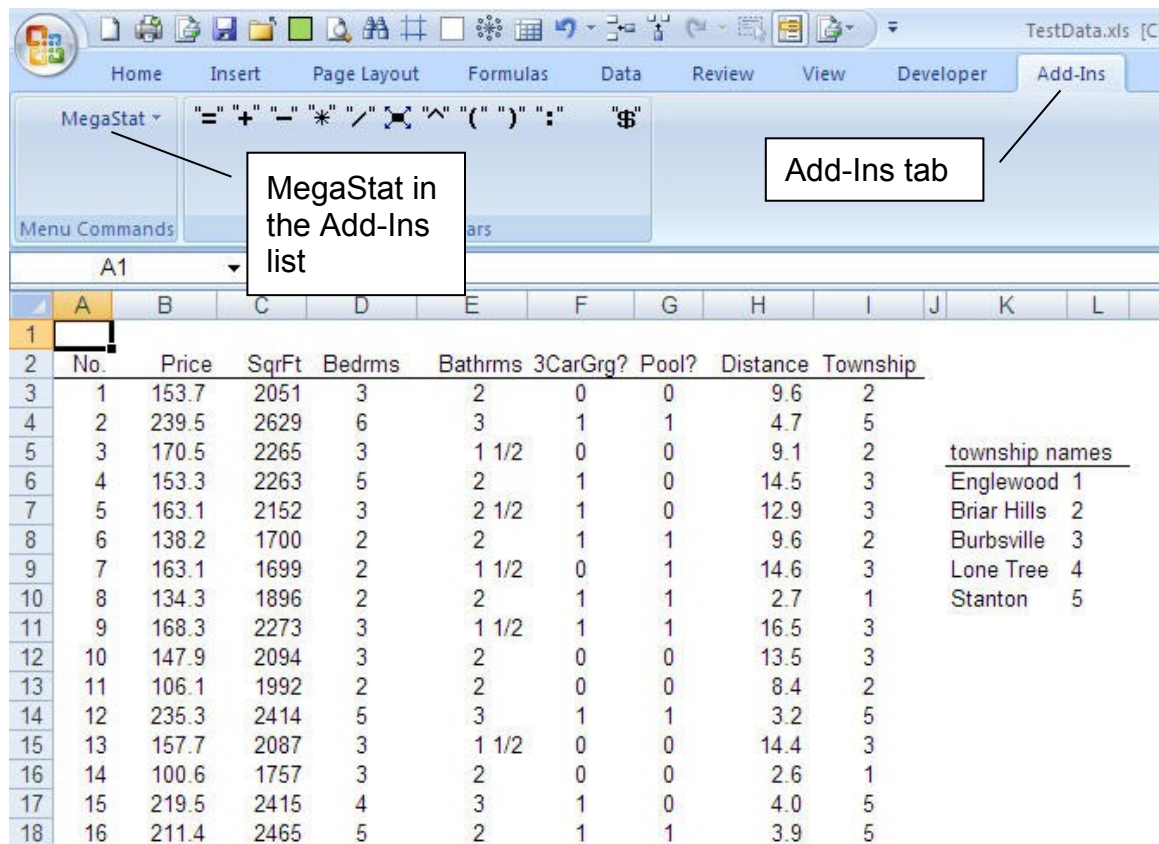 TestData.xls [C
Home Insert Page Layout Formulas Data Review View Developer Add-Ins
MegaStat "=" "+" "−" "*" "/" "^" "(" ")" ":" "$"
MegaStat in
the Add-Ins
list
Add-Ins tab
Menu Commands ars
A1
A B C D E F G H I J K L
1
2 No. Price SqrFt Bedrms Bathrms 3CarGrg? Pool? Distance Township
3 1 153.7 2051 3 2 0 0 9.6 2
4 2 239.5 2629 6 3 1 1 4.7 5
5 3 170.5 2265 3 1 1/2 0 0 9.1 2 township names
6 4 153.3 2263 5 2 1 0 14.5 3 Englewood 1
7 5 163.1 2152 3 2 1/2 1 0 12.9 3 Briar Hills 2
8 6 138.2 1700 2 2 1 1 9.6 2 Burbsville 3
9 7 163.1 1699 2 1 1/2 0 1 14.6 3 Lone Tree 4
10 8 134.3 1896 2 2 1 1 2.7 1 Stanton 5
11 9 168.3 2273 3 1 1/2 1 1 16.5 3
12 10 147.9 2094 3 2 0 0 13.5 3
13 11 106.1 1992 2 2 0 0 8.4 2
14 12 235.3 2414 5 3 1 1 3.2 5
15 13 157.7 2087 3 1 1/2 0 0 14.4 3
16 14 100.6 1757 3 2 0 0 2.6 1
17 15 219.5 2415 4 3 1 0 4.0 5
18 16 211.4 2465 5 2 1 1 3.9 5